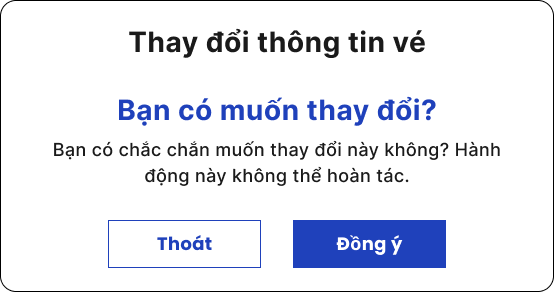 Thay đổi thông tin vé
Bạn có muốn thay đổi?
Bạn có chắc chắn muốn thay đổi này không? Hành
động này không thể hoàn tác.
Thoát
Đồng ý